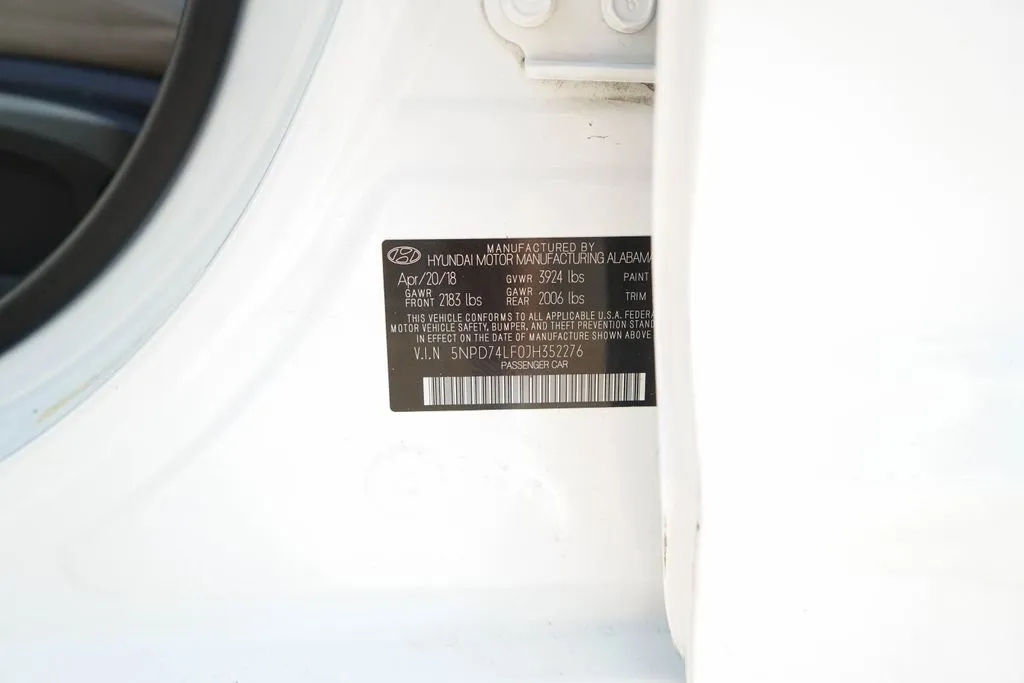 MANUFACTURED BY
HYUNDAI MOTOR MANUFACTURING ALABAMA
Apr/20/18 GVWR 3924 lbs PAINT
GAWR FRONT 2183 lbs GAWR REAR 2006 lbs TRIM
THIS VEHICLE CONFORMS TO ALL APPLICABLE U.S.A. FEDERA
MOTOR VEHICLE SAFETY, BUMPER, AND THEFT PREVENTION STAND
IN EFFECT ON THE DATE OF MANUFACTURE SHOWN ABOVE
V.I.N 5NPD74LF0JH352276
PASSENGER CAR